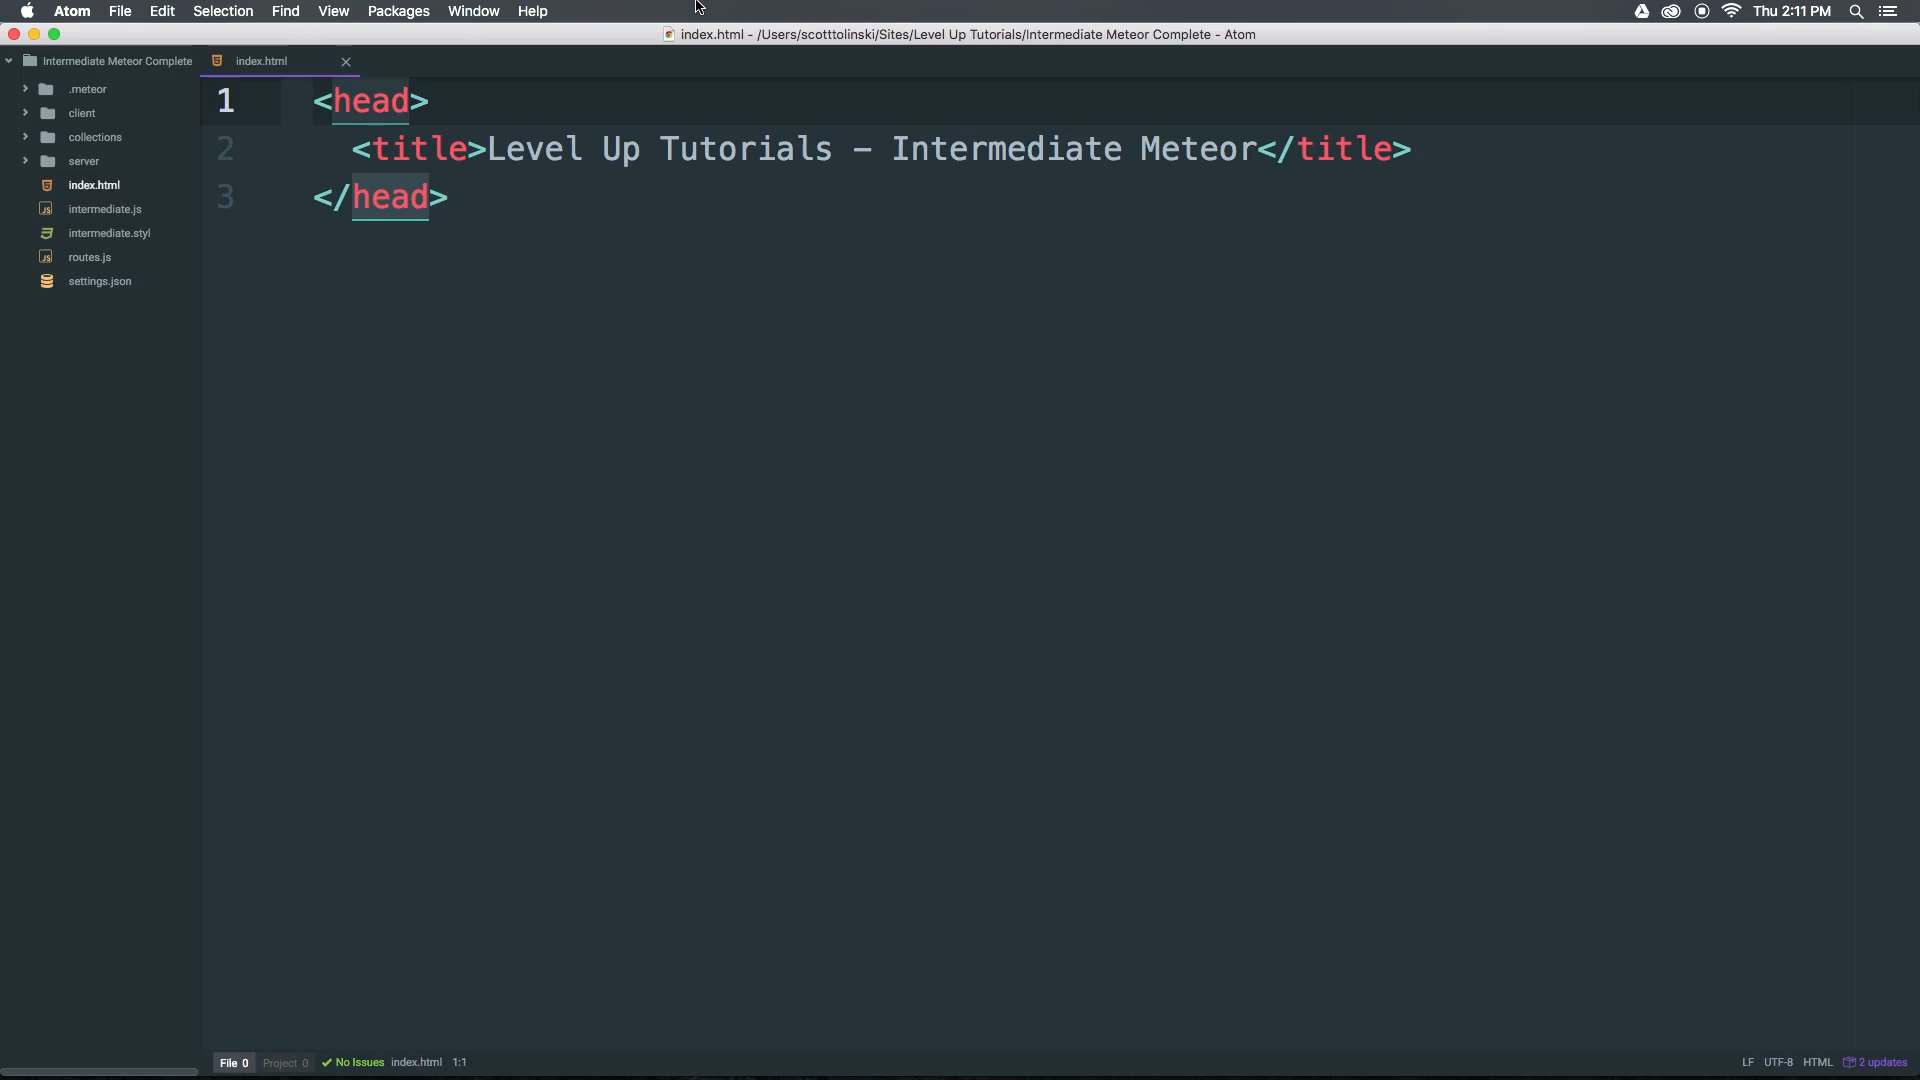 Atom File Edit Selection Find View Packages Window Help Thu 2:11 PM
index.html - /Users/scotttolinski/Sites/Level Up Tutorials/Intermediate Meteor Complete - Atom
Intermediate Meteor Complete
index.html
.meteor
client
collections
server
index.html
intermediate.js
intermediate.styl
routes.js
settings.json
1 <head>
2 <title>Level Up Tutorials - Intermediate Meteor</title>
3 </head>
File 0 Project 0 No Issues index.html 1:1 LF UTF-8 HTML 2 updates